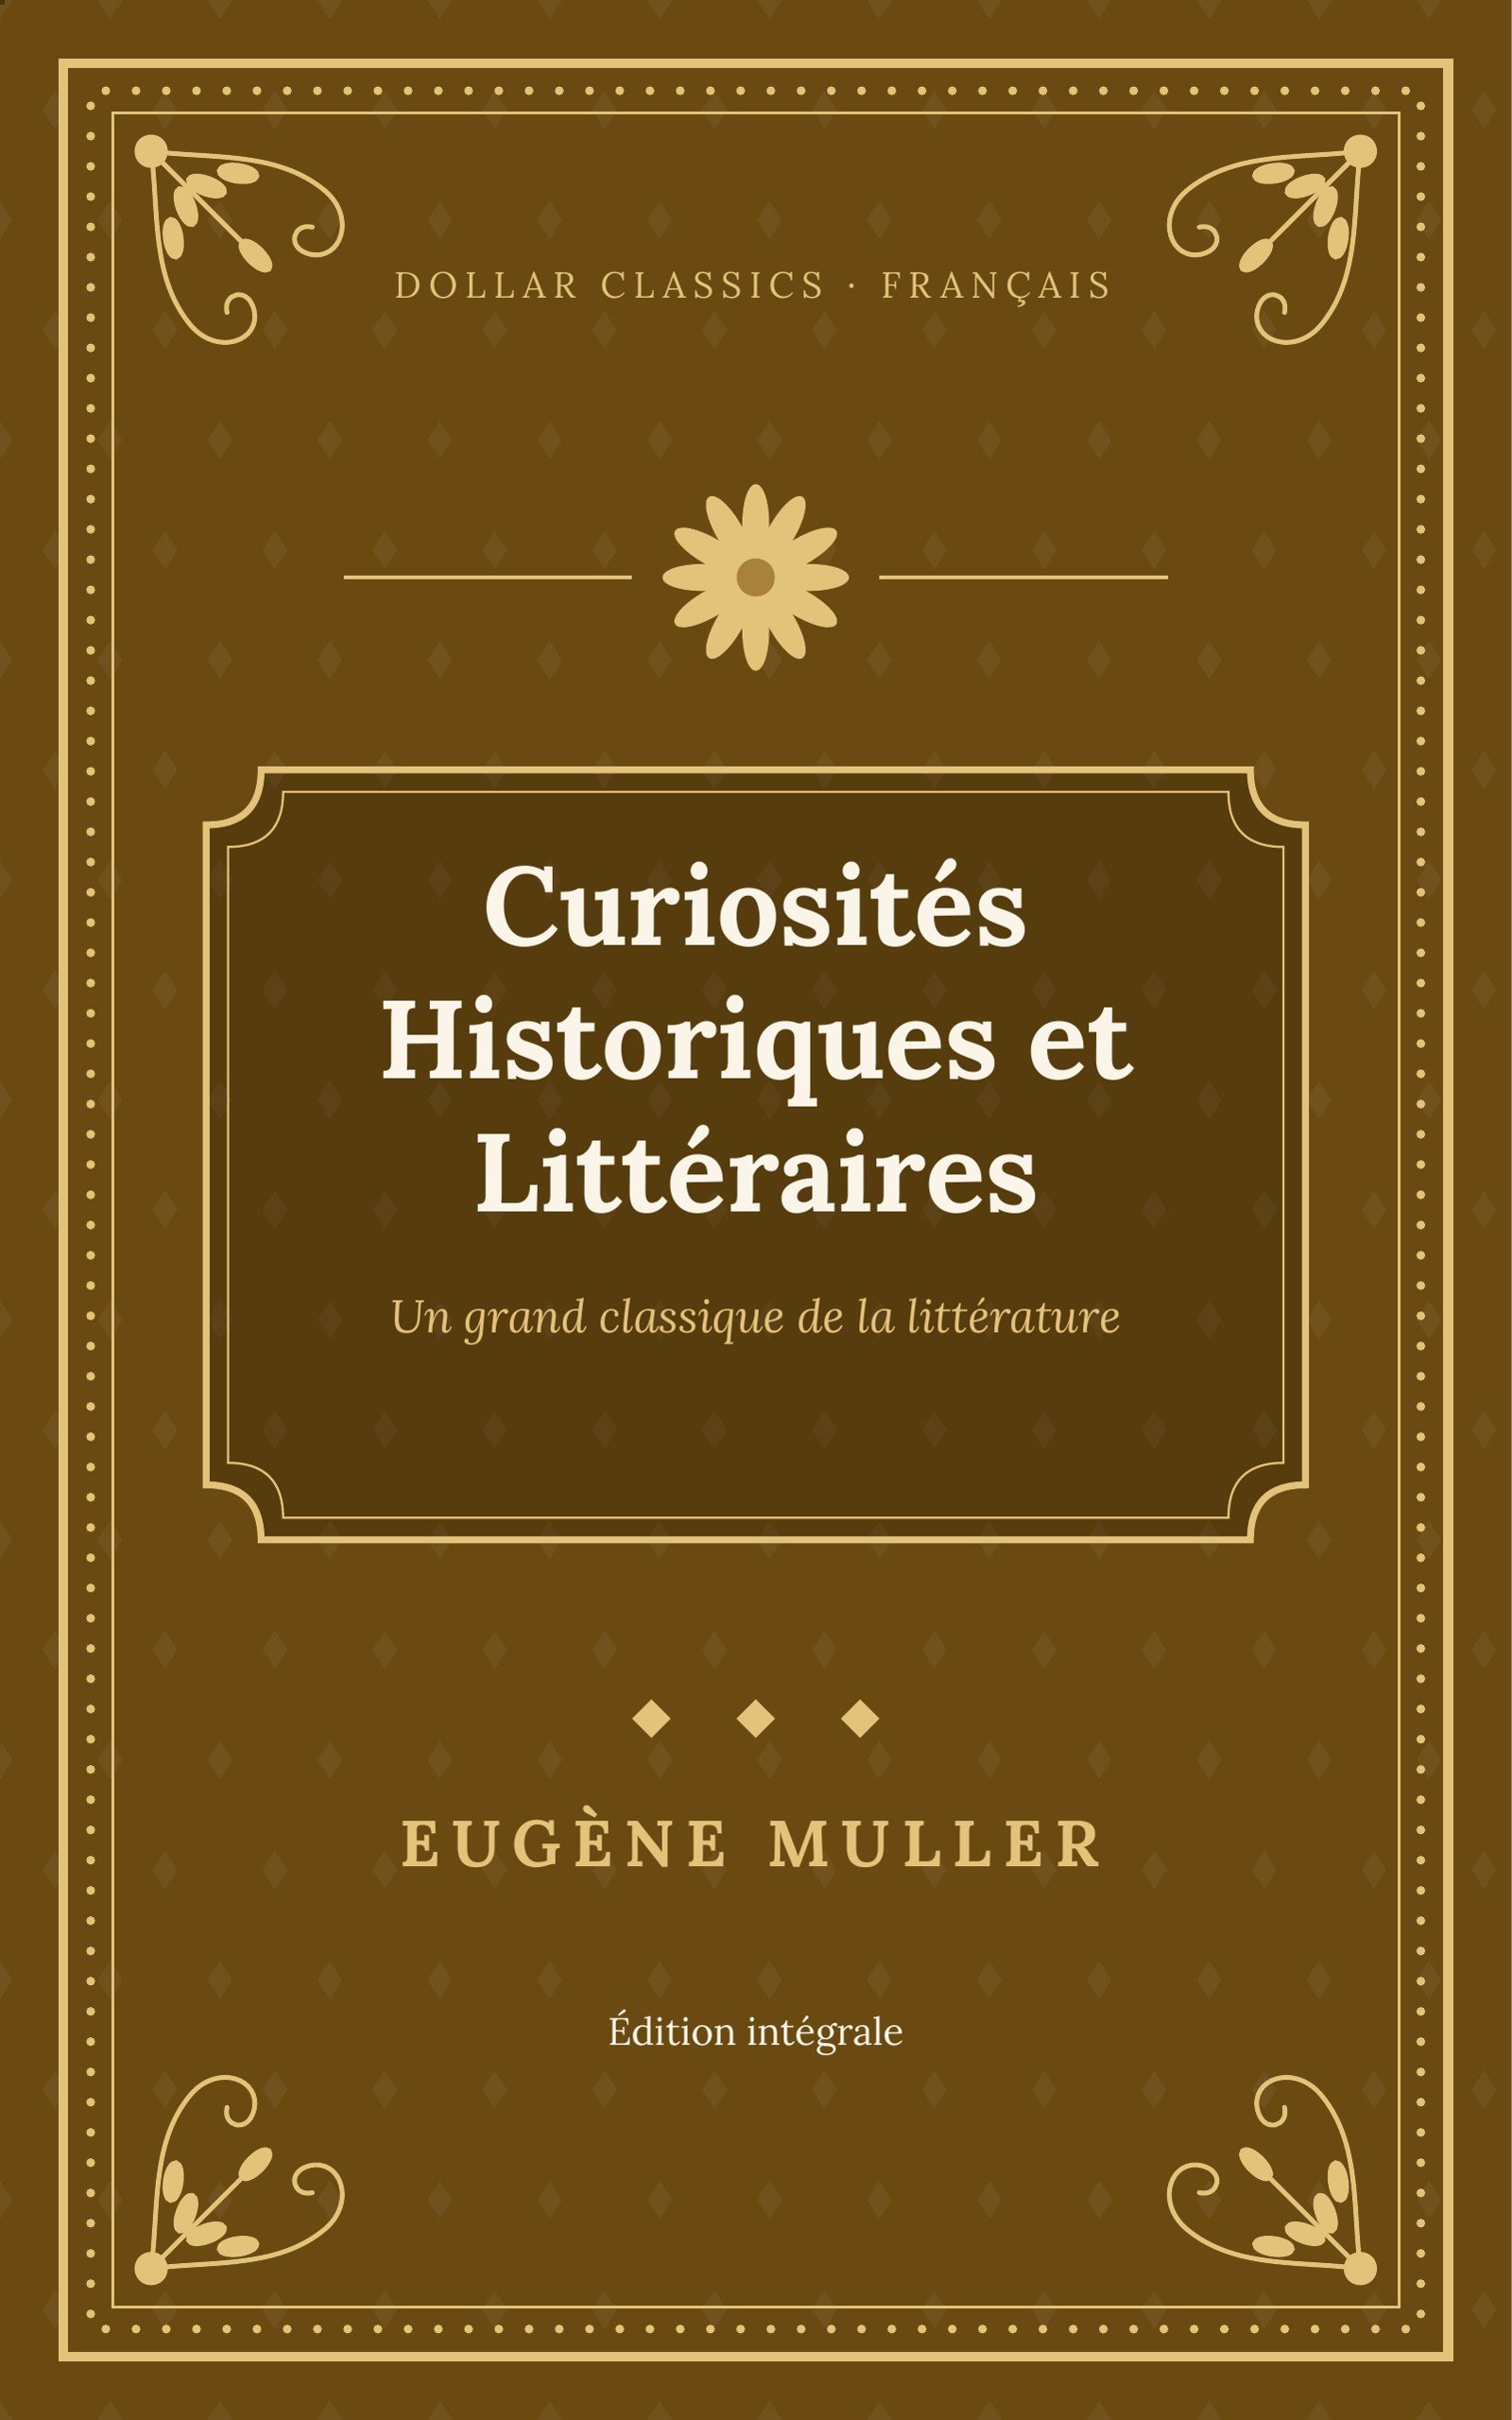 DOLLAR CLASSICS · FRANÇAIS
Curiosités
Historiques et
Littéraires
Un grand classique de la littérature
EUGÈNE MULLER
Édition intégrale